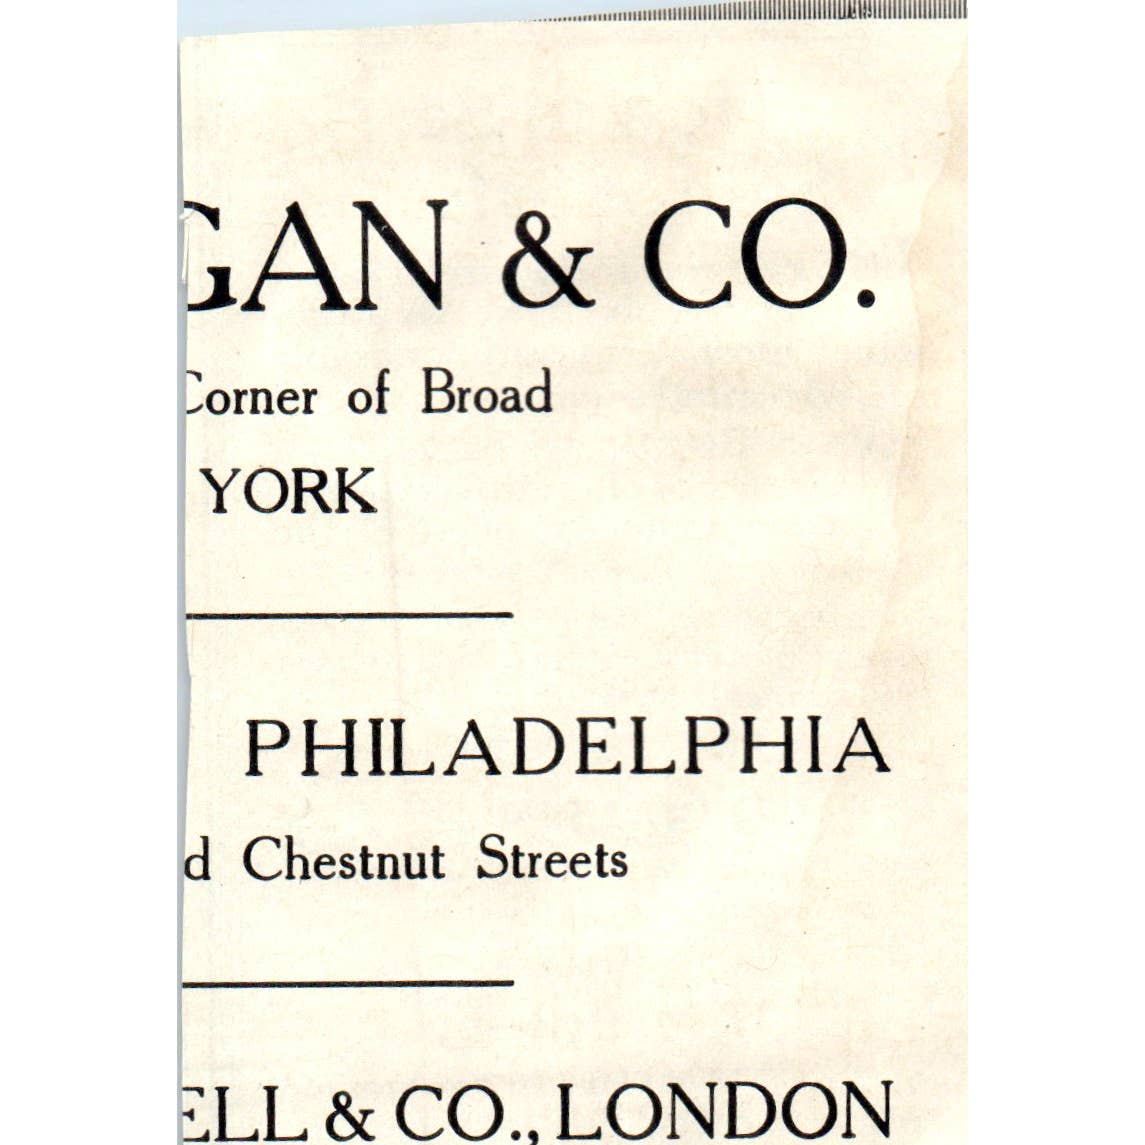 GAN & CO.
Corner of Broad
YORK
PHILADELPHIA
d Chestnut Streets
ELL & CO., LONDON